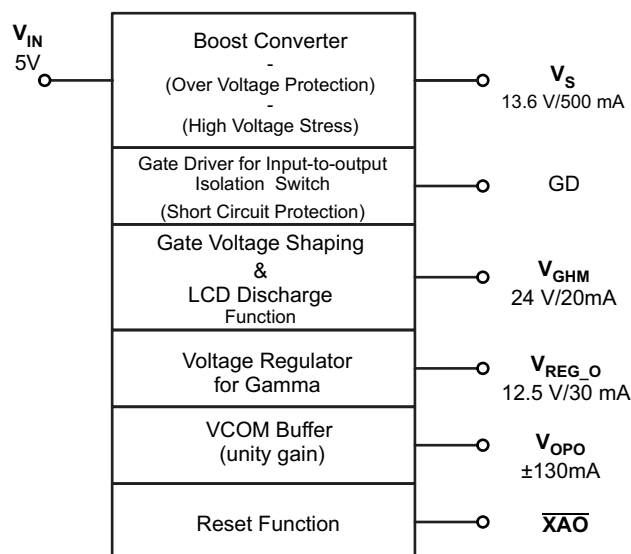 V_IN
5V
Boost Converter
-
(Over Voltage Protection)
-
(High Voltage Stress)
V_S
13.6 V/500 mA
Gate Driver for Input-to-output
Isolation Switch
(Short Circuit Protection)
GD
Gate Voltage Shaping
&
LCD Discharge
Function
V_GHM
24 V/20mA
Voltage Regulator
for Gamma
V_REG_O
12.5 V/30 mA
VCOM Buffer
(unity gain)
V_OPO
±130mA
Reset Function
X̅A̅O̅